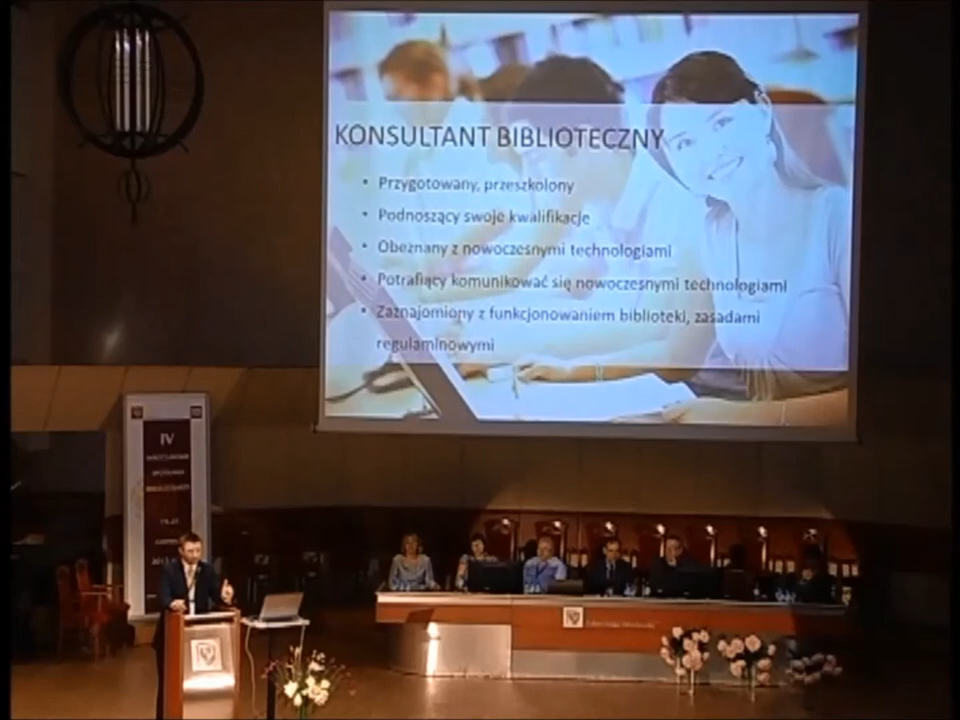 KONSULTANT BIBLIOTECZNY
• Przygotowany, przeszkolony
• Podnoszący swoje kwalifikacje
• Obeznany z nowoczesnymi technologiami
• Potrafiący komunikować się nowoczesnymi technologiami
• Zaznajomiony z funkcjonowaniem biblioteki, zasadami
regulaminowymi
IV